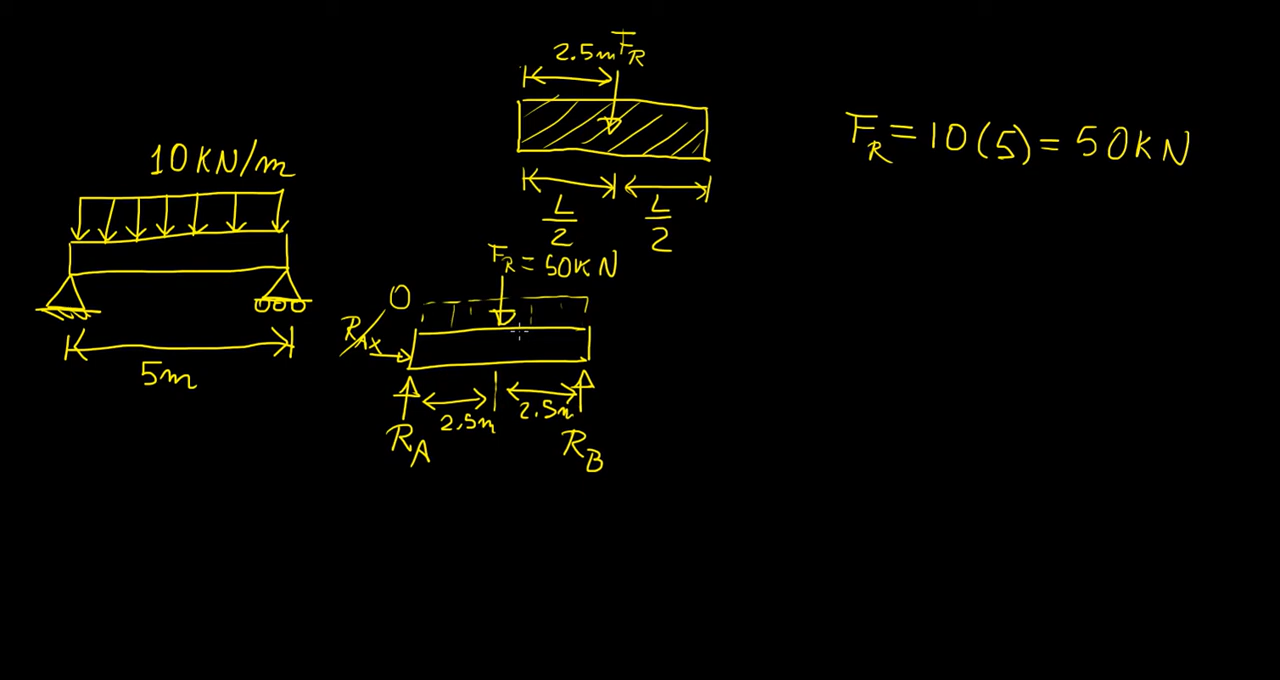 2.5m F_R
F_R = 10(5) = 50KN
10KN/m
L/2 L/2
F_R = 50KN
0
R_Ax
5m
2.5m 2.5m
R_A R_B